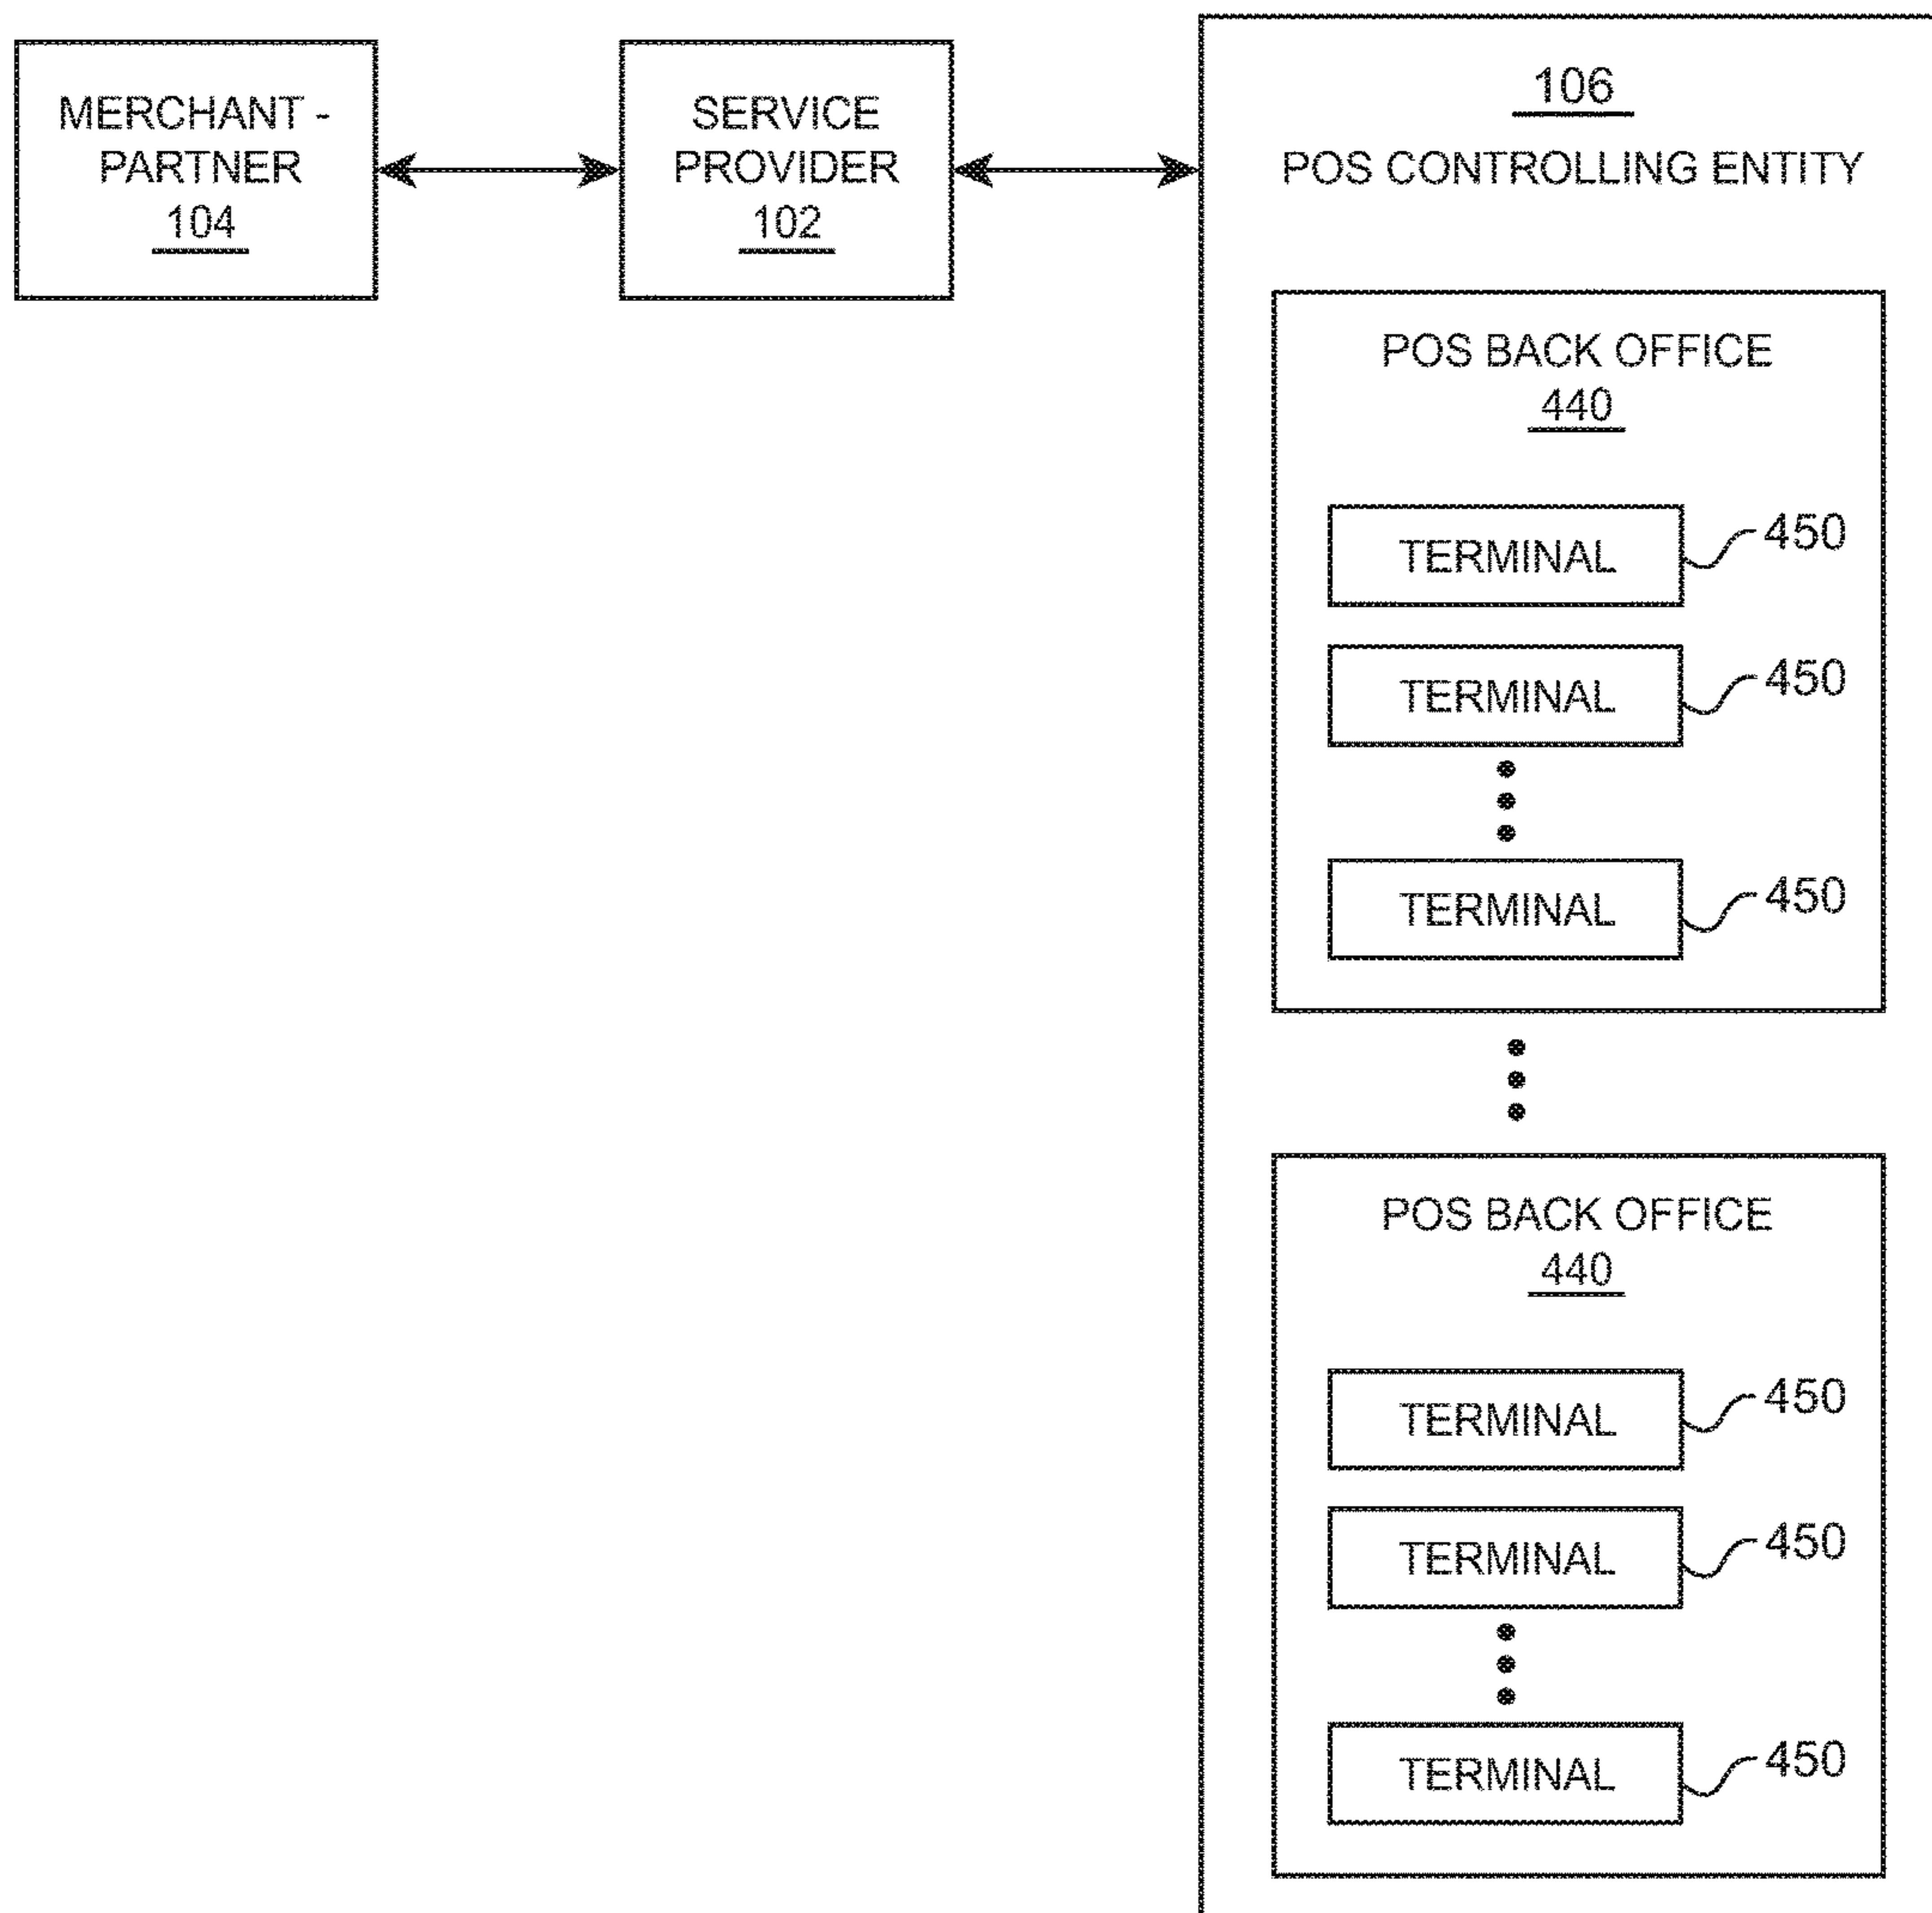 MERCHANT -
PARTNER
104
SERVICE
PROVIDER
102
106
POS CONTROLLING ENTITY
POS BACK OFFICE
440
TERMINAL
450
TERMINAL
450
TERMINAL
450
POS BACK OFFICE
440
TERMINAL
450
TERMINAL
450
TERMINAL
450